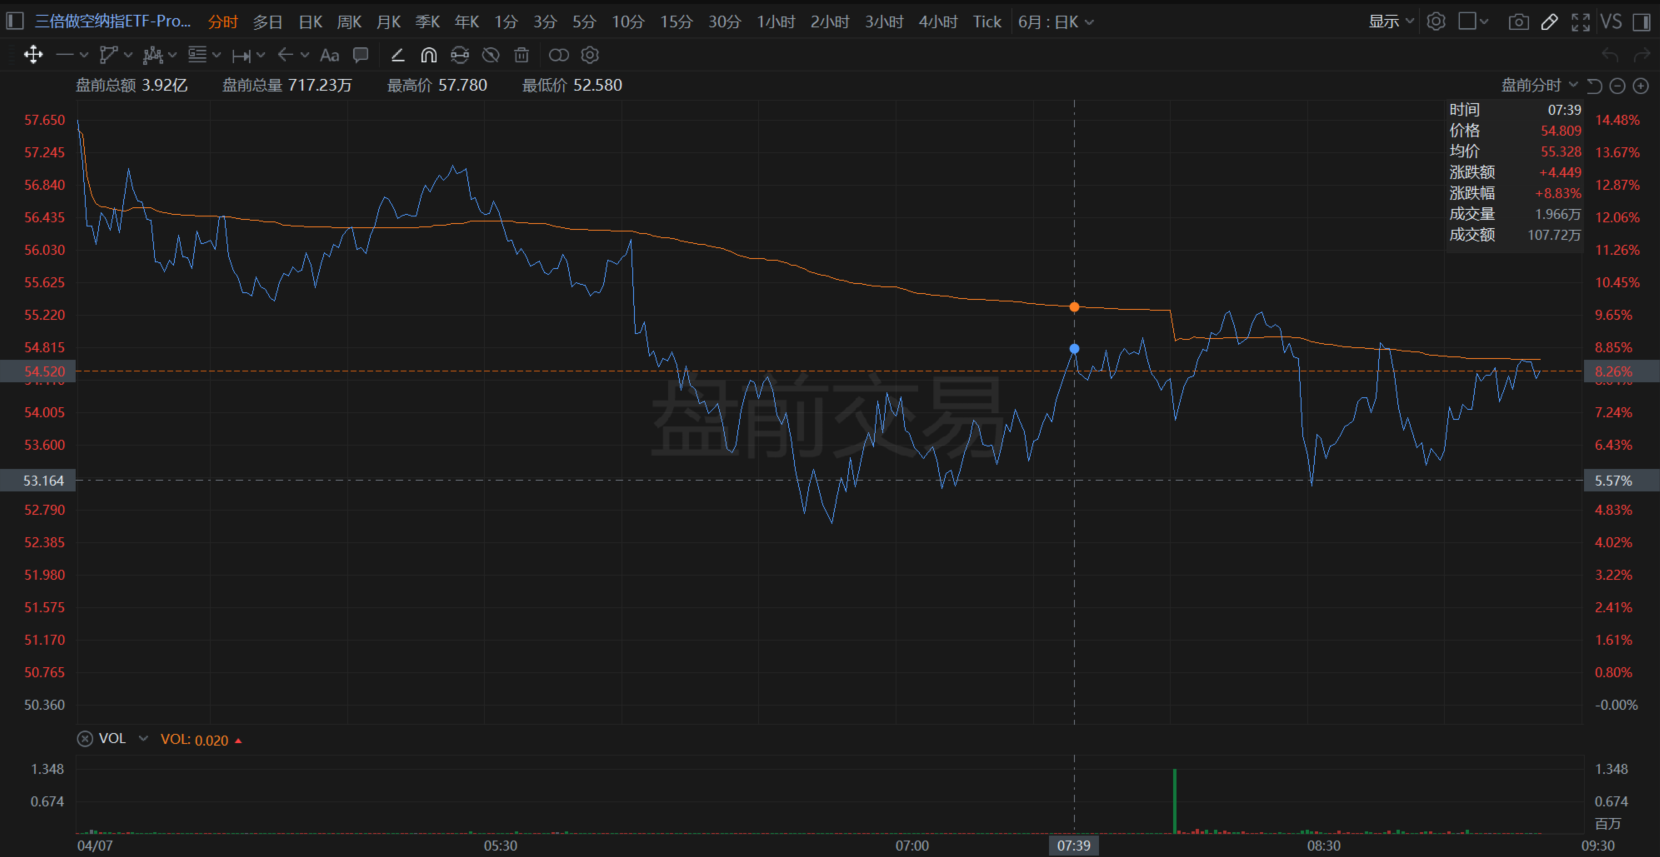 三倍做空纳指ETF-Pro... 分时 多日 日K 周K 月K 季K 年K 1分 3分 5分 10分 15分 30分 1小时 2小时 3小时 4小时 Tick 6月 : 日K 显示 VS
Aa
盘前总额 3.92亿 盘前总量 717.23万 最高价 57.780 最低价 52.580 盘前分时
时间 07:39
价格 54.809
均价 55.328
涨跌额 +4.449
涨跌幅 +8.83%
成交量 1.966万
成交额 107.72万
57.650 14.48%
57.245 13.67%
56.840 12.87%
56.435 12.06%
56.030 11.26%
55.625 10.45%
55.220 9.65%
54.815 8.85%
54.520 8.26%
54.005 7.24%
53.600 6.43%
53.164 5.57%
52.790 4.83%
52.385 4.02%
51.980 3.22%
51.575 2.41%
51.170 1.61%
50.765 0.80%
50.360 -0.00%
盘前交易
VOL VOL: 0.020
1.348 1.348
0.674 0.674
百万
04/07 05:30 07:00 07:39 08:30 09:30